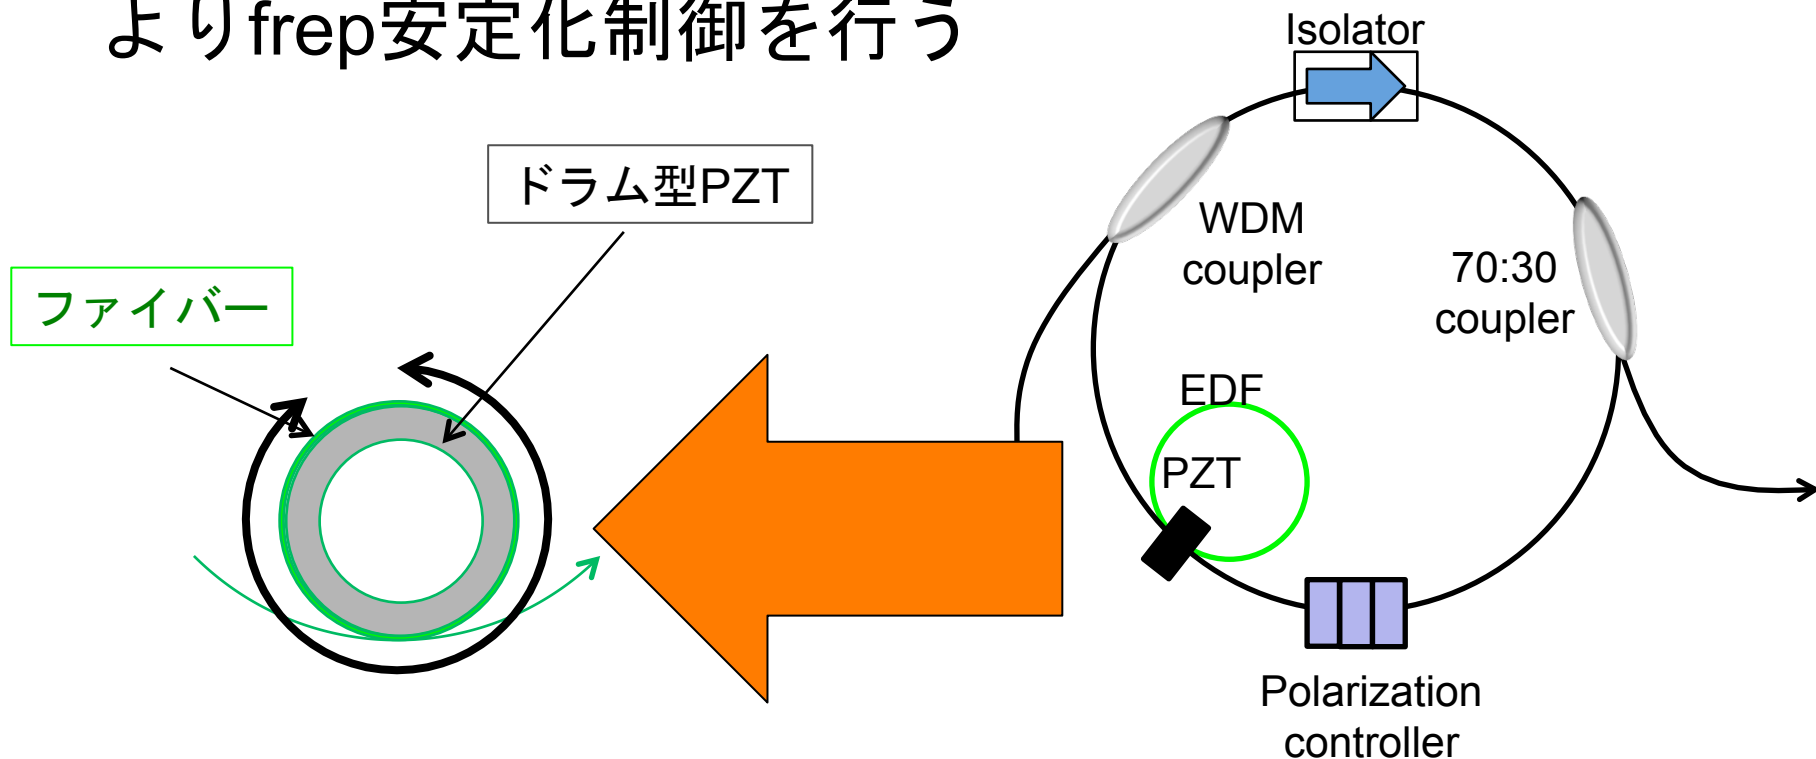 よりfrep安定化制御を行う
Isolator
ドラム型PZT
ファイバー
WDM
coupler
70:30
coupler
EDF
PZT
Polarization
controller